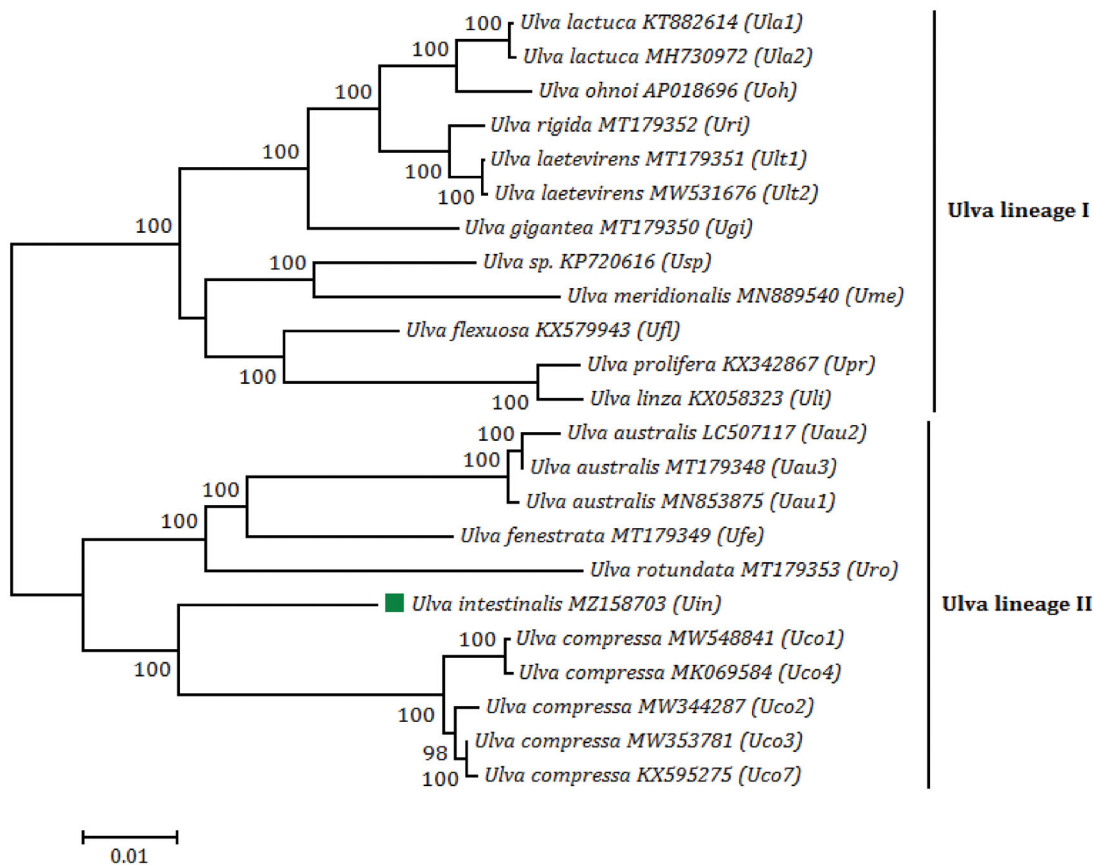 100
Ulva lactuca KT882614 (Ula1)
100
Ulva lactuca MH730972 (Ula2)
100
Ulva ohnoi AP018696 (Uoh)
Ulva rigida MT179352 (Uri)
100
Ulva laetevirens MT179351 (Ult1)
100
100
Ulva laetevirens MW531676 (Ult2)
Ulva lineage I
100
Ulva gigantea MT179350 (Ugi)
100
Ulva sp. KP720616 (Usp)
Ulva meridionalis MN889540 (Ume)
Ulva flexuosa KX579943 (Ufl)
Ulva prolifera KX342867 (Upr)
100
Ulva linza KX058323 (Uli)
100
Ulva australis LC507117 (Uau2)
100
100
Ulva australis MT179348 (Uau3)
100
Ulva australis MN853875 (Uau1)
100
Ulva fenestrata MT179349 (Ufe)
Ulva rotundata MT179353 (Uro)
Ulva intestinalis MZ158703 (Uin)
Ulva lineage II
100
Ulva compressa MW548841 (Uco1)
100
Ulva compressa MK069584 (Uco4)
Ulva compressa MW344287 (Uco2)
100
Ulva compressa MW353781 (Uco3)
98
100
Ulva compressa KX595275 (Uco7)
0.01